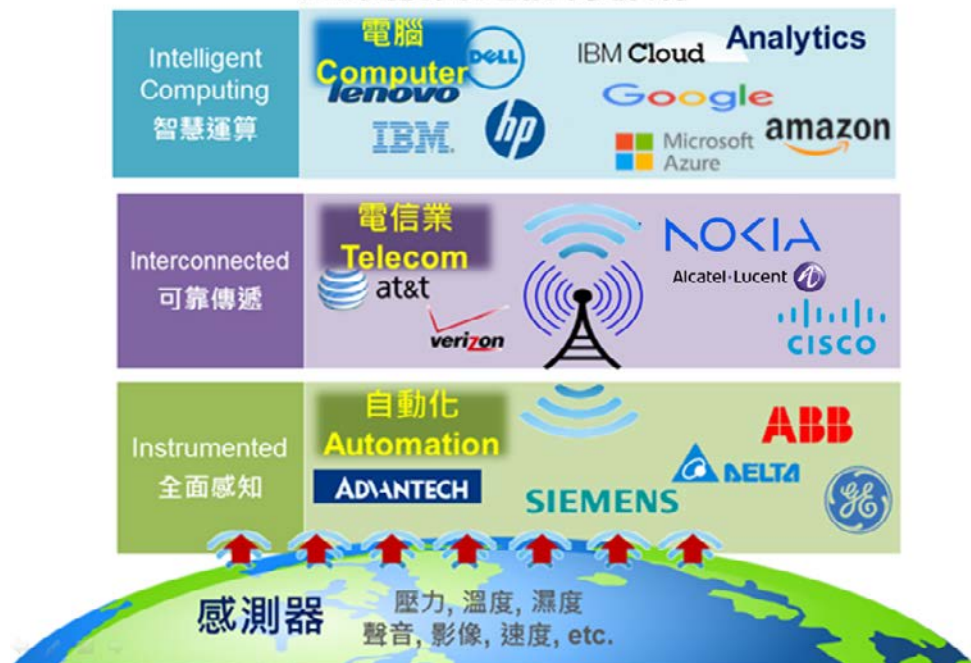 Intelligent
Computing
智慧運算
電腦
Computer
DELL
lenovo
IBM
hp
IBM Cloud
Analytics
Google
Microsoft
Azure
amazon
Interconnected
可靠傳遞
電信業
Telecom
at&t
verizon
NOKIA
Alcatel·Lucent
CISCO
Instrumented
全面感知
自動化
Automation
ADVANTECH
SIEMENS
ABB
DELTA
GE
感測器
壓力, 溫度, 濕度
聲音, 影像, 速度, etc.